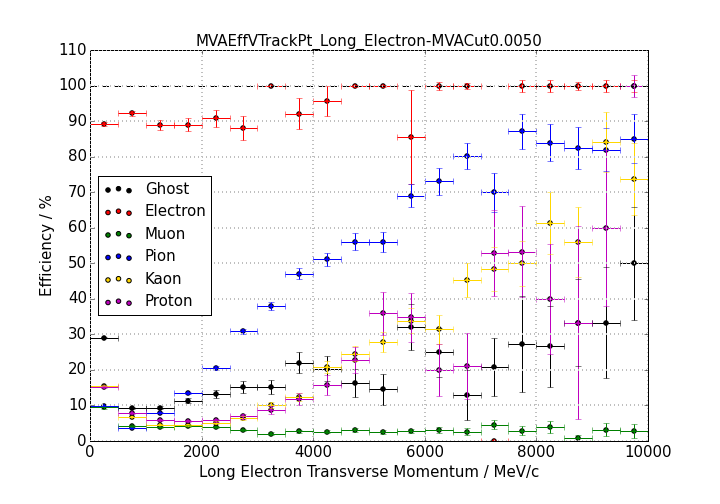 MVAEffVTrackPt_Long_Electron-MVACut0.0050
110
100
90
80
70
60
50
40
30
20
10
0
Efficiency / %
Ghost
Electron
Muon
Pion
Kaon
Proton
0 2000 4000 6000 8000 10000
Long Electron Transverse Momentum / MeV/c